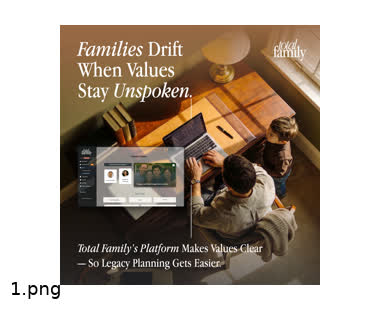 Families Drift
When Values
Stay Unspoken.
total
family
Total Family's Platform Makes Values Clear
— So Legacy Planning Gets Easier.
1.png